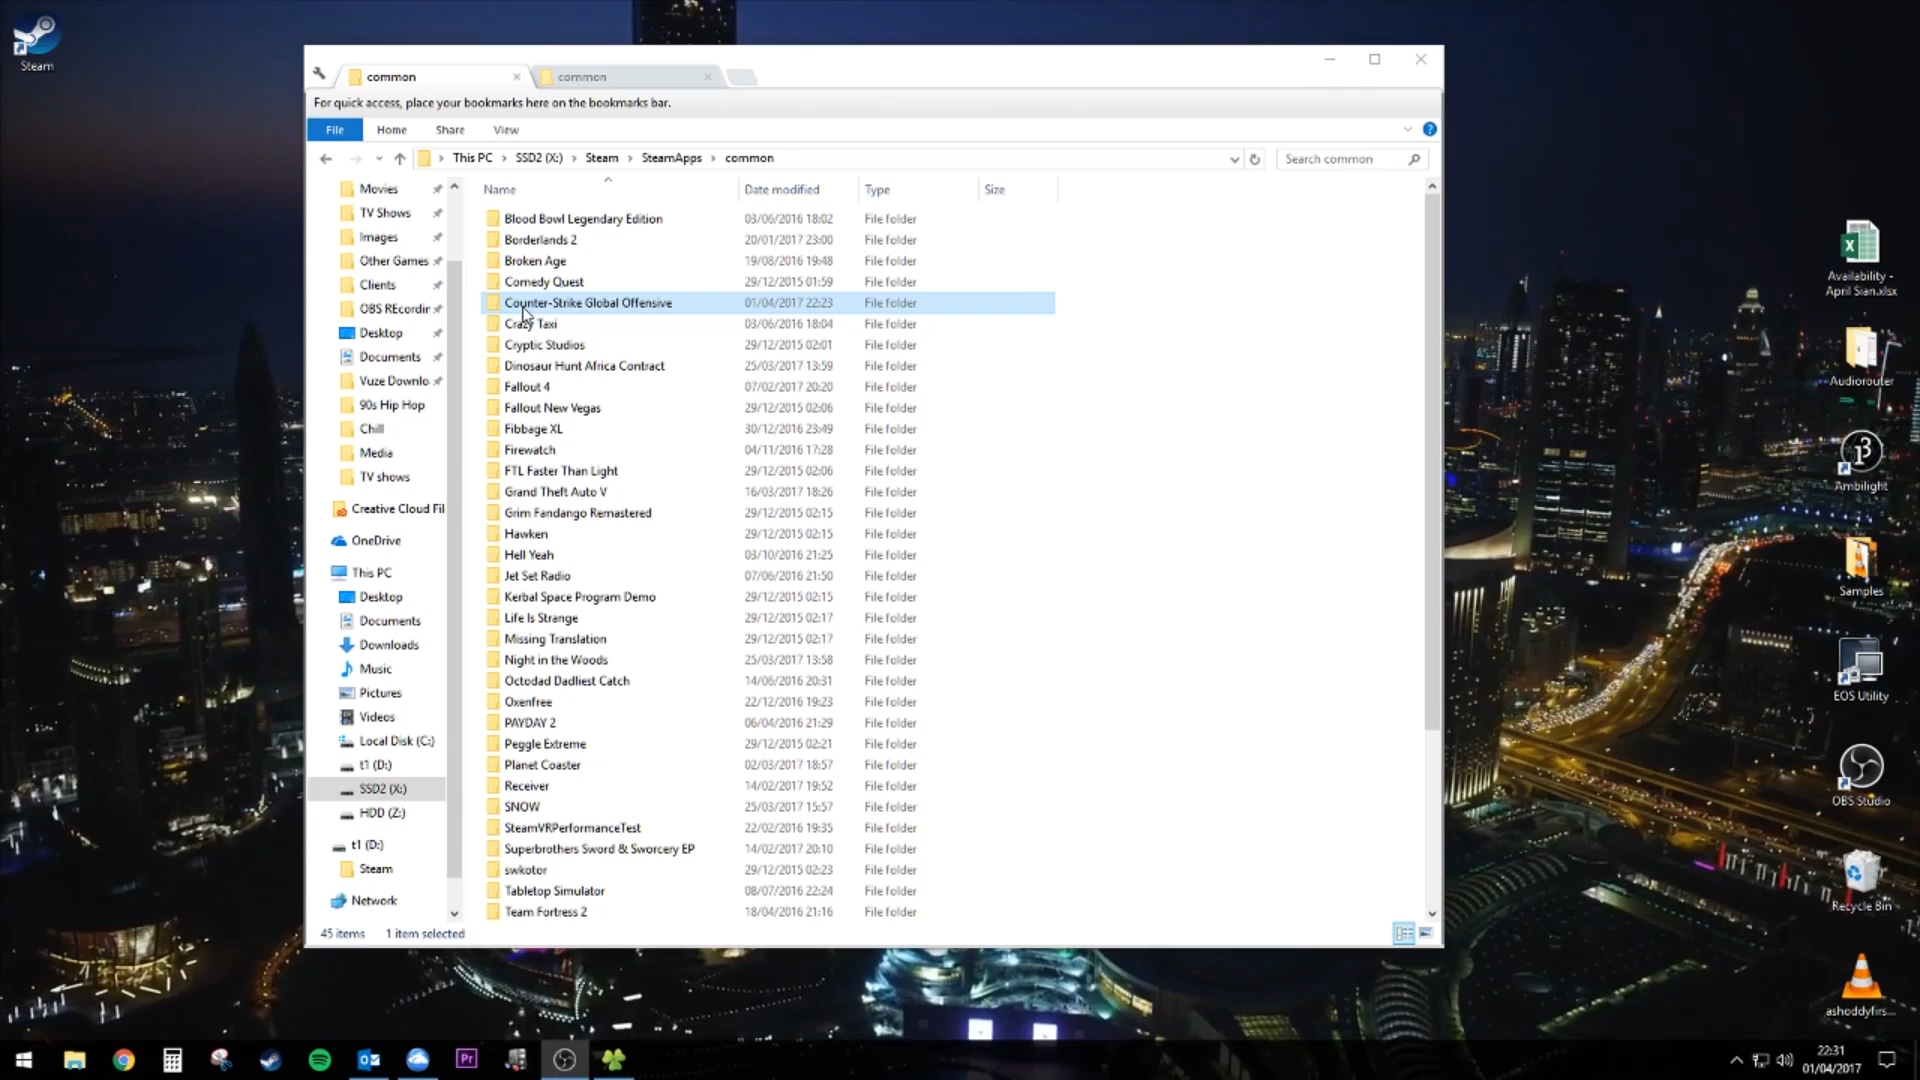 Steam
common
common
For quick access, place your bookmarks here on the bookmarks bar.
File Home Share View
This PC > SSD2 (X:) > Steam > SteamApps > common
Search common
Movies
TV Shows
Images
Other Games
Clients
OBS REcordin
Desktop
Documents
Vuze Downlo
90s Hip Hop
Chill
Media
TV shows
Creative Cloud Fil
OneDrive
This PC
Desktop
Documents
Downloads
Music
Pictures
Videos
Local Disk (C:)
t1 (D:)
SSD2 (X:)
HDD (Z:)
t1 (D:)
Steam
Network
Name Date modified Type Size
Blood Bowl Legendary Edition 03/06/2016 18:02 File folder
Borderlands 2 20/01/2017 23:00 File folder
Broken Age 19/08/2016 19:48 File folder
Comedy Quest 29/12/2015 01:59 File folder
Counter-Strike Global Offensive 01/04/2017 22:23 File folder
Crazy Taxi 03/06/2016 18:04 File folder
Cryptic Studios 29/12/2015 02:01 File folder
Dinosaur Hunt Africa Contract 25/03/2017 13:59 File folder
Fallout 4 07/02/2017 20:20 File folder
Fallout New Vegas 29/12/2015 02:06 File folder
Fibbage XL 30/12/2016 23:49 File folder
Firewatch 04/11/2016 17:28 File folder
FTL Faster Than Light 29/12/2015 02:06 File folder
Grand Theft Auto V 16/03/2017 18:26 File folder
Grim Fandango Remastered 29/12/2015 02:15 File folder
Hawken 29/12/2015 02:15 File folder
Hell Yeah 03/10/2016 21:25 File folder
Jet Set Radio 07/06/2016 21:50 File folder
Kerbal Space Program Demo 29/12/2015 02:15 File folder
Life Is Strange 29/12/2015 02:17 File folder
Missing Translation 29/12/2015 02:17 File folder
Night in the Woods 25/03/2017 13:58 File folder
Octodad Dadliest Catch 14/06/2016 20:31 File folder
Oxenfree 22/12/2016 19:23 File folder
PAYDAY 2 06/04/2016 21:29 File folder
Peggle Extreme 29/12/2015 02:21 File folder
Planet Coaster 02/03/2017 18:57 File folder
Receiver 14/02/2017 19:52 File folder
SNOW 25/03/2017 15:57 File folder
SteamVRPerformanceTest 22/02/2016 19:35 File folder
Superbrothers Sword & Sworcery EP 14/02/2017 20:10 File folder
swkotor 29/12/2015 02:23 File folder
Tabletop Simulator 08/07/2016 22:24 File folder
Team Fortress 2 18/04/2016 21:16 File folder
45 items 1 item selected
Availability -
April Sian.xlsx
Audiorouter
Ambilight
Samples
EOS Utility
OBS Studio
Recycle Bin
ashoddyfirs...
Pr
22:31
01/04/2017